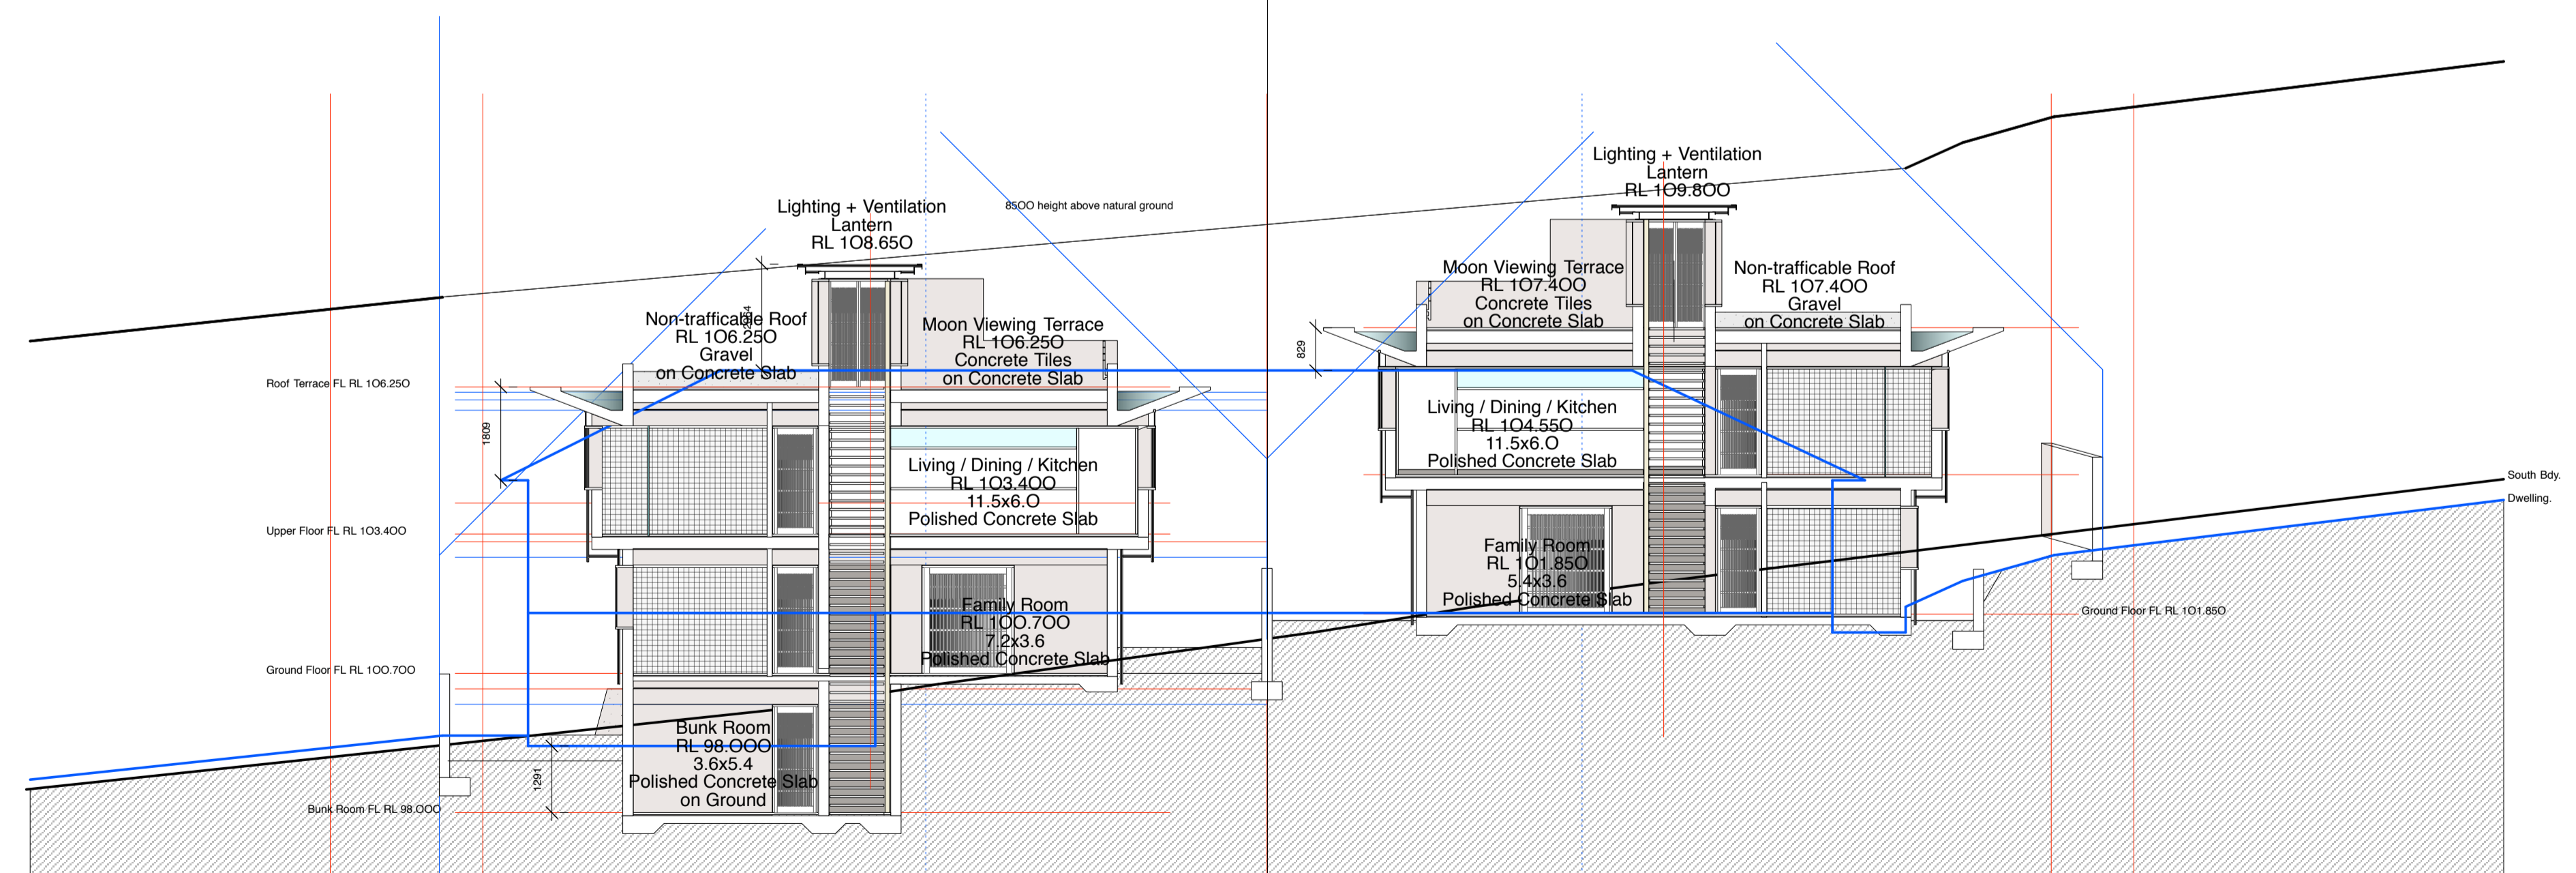 Lighting + Ventilation
Lantern
RL 109.800
Lighting + Ventilation
Lantern
RL 108.650
8500 height above natural ground
Moon Viewing Terrace
RL 107.400
Concrete Tiles
on Concrete Slab
Non-trafficable Roof
RL 107.400
Gravel
on Concrete Slab
Non-trafficable Roof
RL 106.250
Gravel
on Concrete Slab
Moon Viewing Terrace
RL 106.250
Concrete Tiles
on Concrete Slab
829
Roof Terrace FL RL 106.250
1809
Living / Dining / Kitchen
RL 104.550
11.5x6.0
Polished Concrete Slab
Living / Dining / Kitchen
RL 103.400
11.5x6.0
Polished Concrete Slab
South Bdy.
Dwelling.
Upper Floor FL RL 103.400
Family Room
RL 101.850
5.4x3.6
Polished Concrete Slab
Family Room
RL 100.700
7.2x3.6
Polished Concrete Slab
Ground Floor FL RL 101.850
Ground Floor FL RL 100.700
Bunk Room
RL 98.000
3.6x5.4
Polished Concrete Slab
on Ground
1291
Bunk Room FL RL 98.000